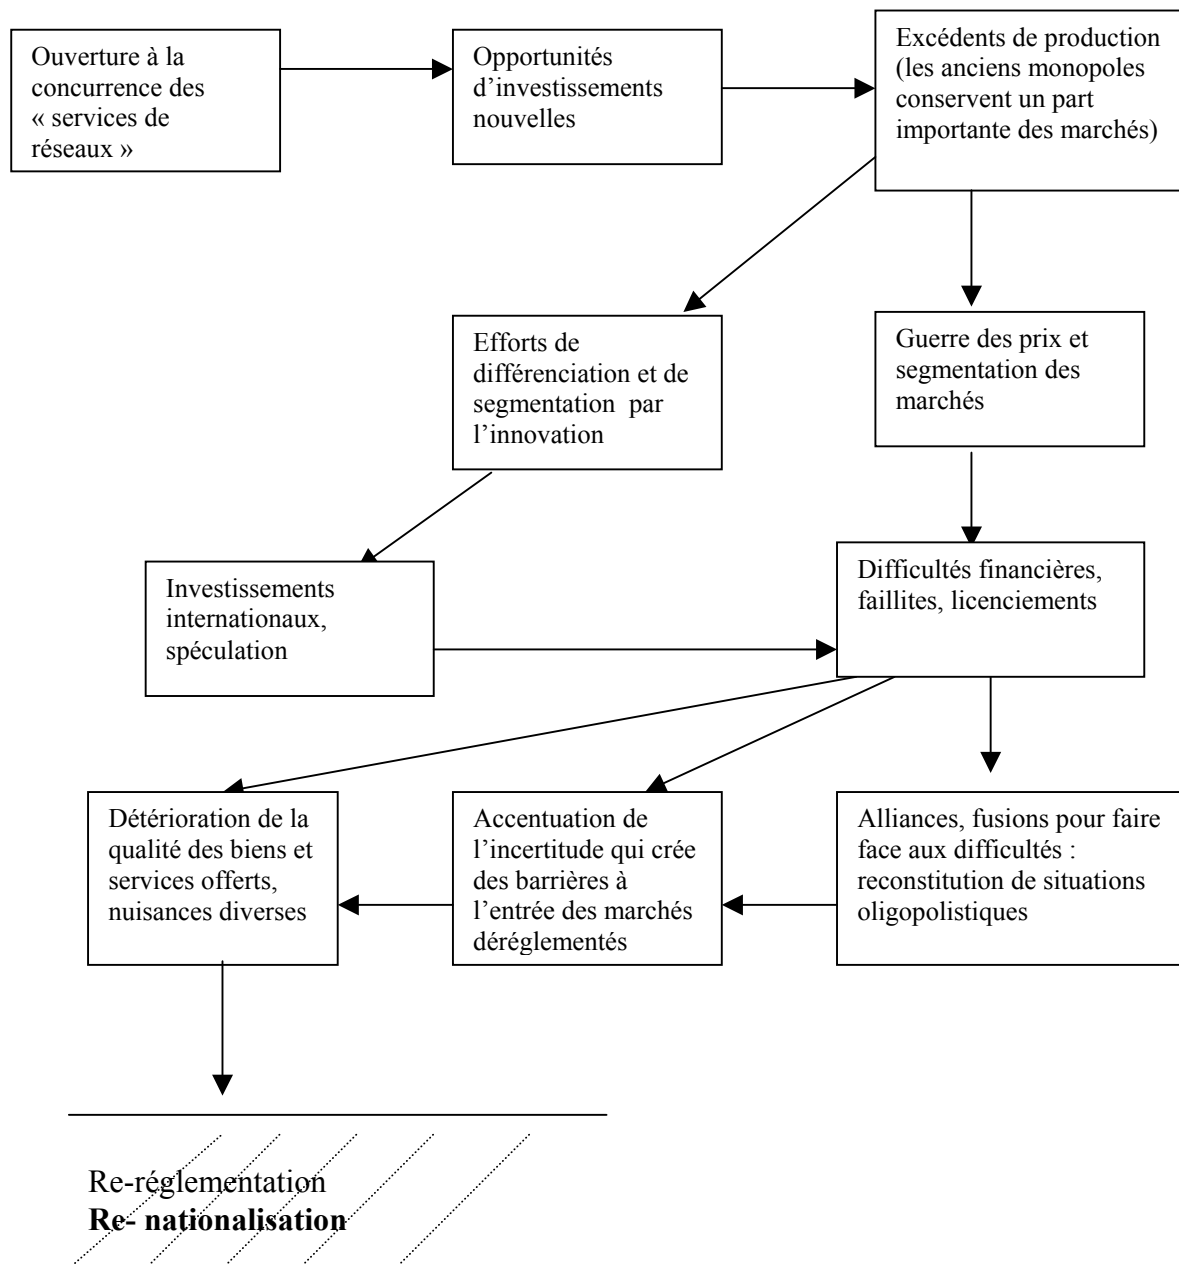 Ouverture à la
concurrence des
« services de
réseaux »
Opportunités
d’investissements
nouvelles
Excédents de production
(les anciens monopoles
conservent un part
importante des marchés)
Efforts de
différenciation et de
segmentation par
l’innovation
Guerre des prix et
segmentation des
marchés
Investissements
internationaux,
spéculation
Difficultés financières,
faillites, licenciements
Détérioration de la
qualité des biens et
services offerts,
nuisances diverses
Accentuation de
l’incertitude qui crée
des barrières à
l’entrée des marchés
déréglementés
Alliances, fusions pour faire
face aux difficultés :
reconstitution de situations
oligopolistiques
Re-réglementation
Re- nationalisation